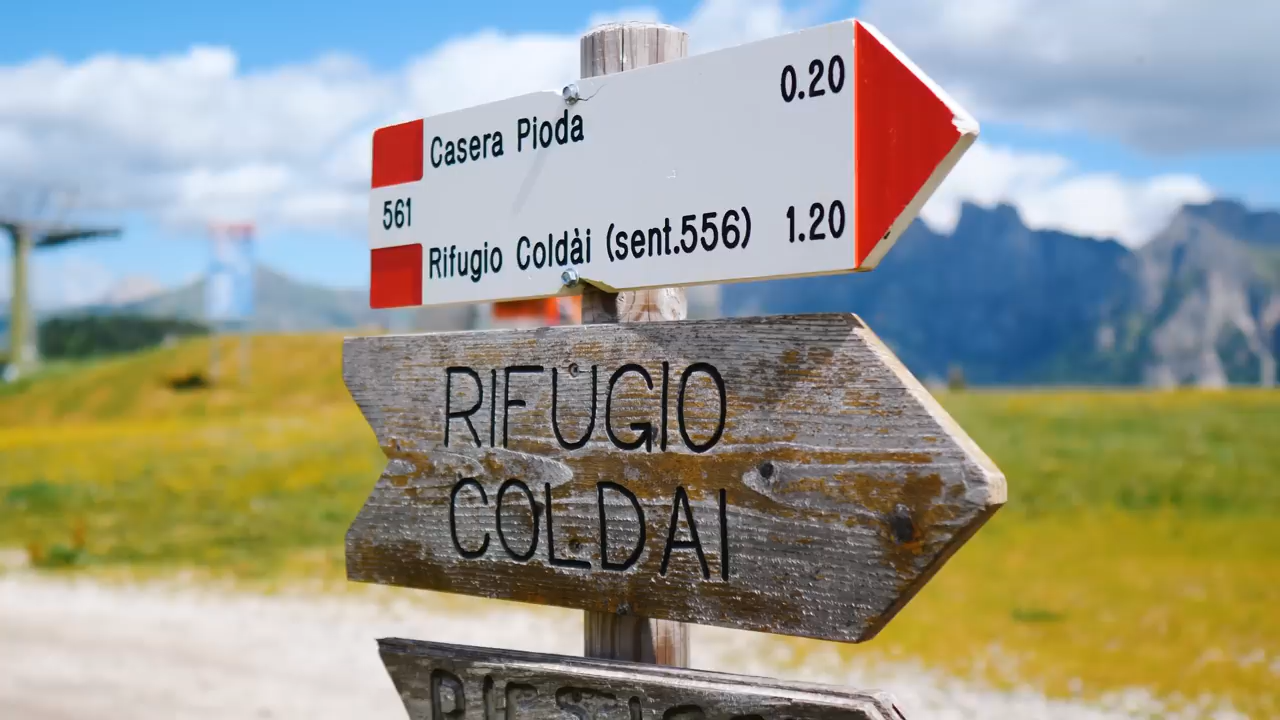 Casera Pioda 0.20
561
Rifugio Coldài (sent.556) 1.20
RIFUGIO
COLDAI